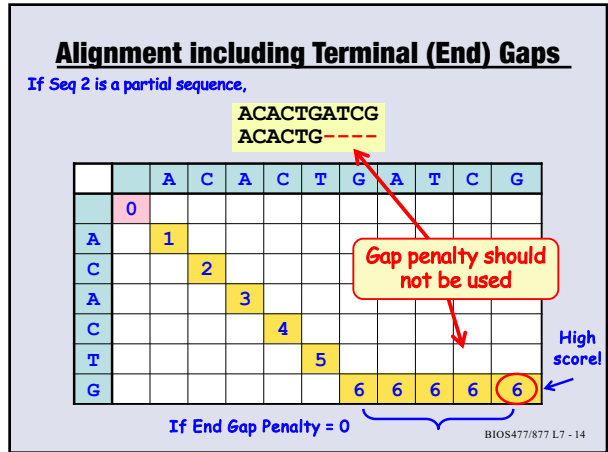 Alignment including Terminal (End) Gaps
If Seq 2 is a partial sequence,
ACACTGATCG
ACACTG----
A C A C T G A T C G
0
A 1
C 2
A 3
C 4
T 5
G 6 6 6 6 6
Gap penalty should
not be used
High
score!
If End Gap Penalty = 0
BIOS477/877 L7 - 14